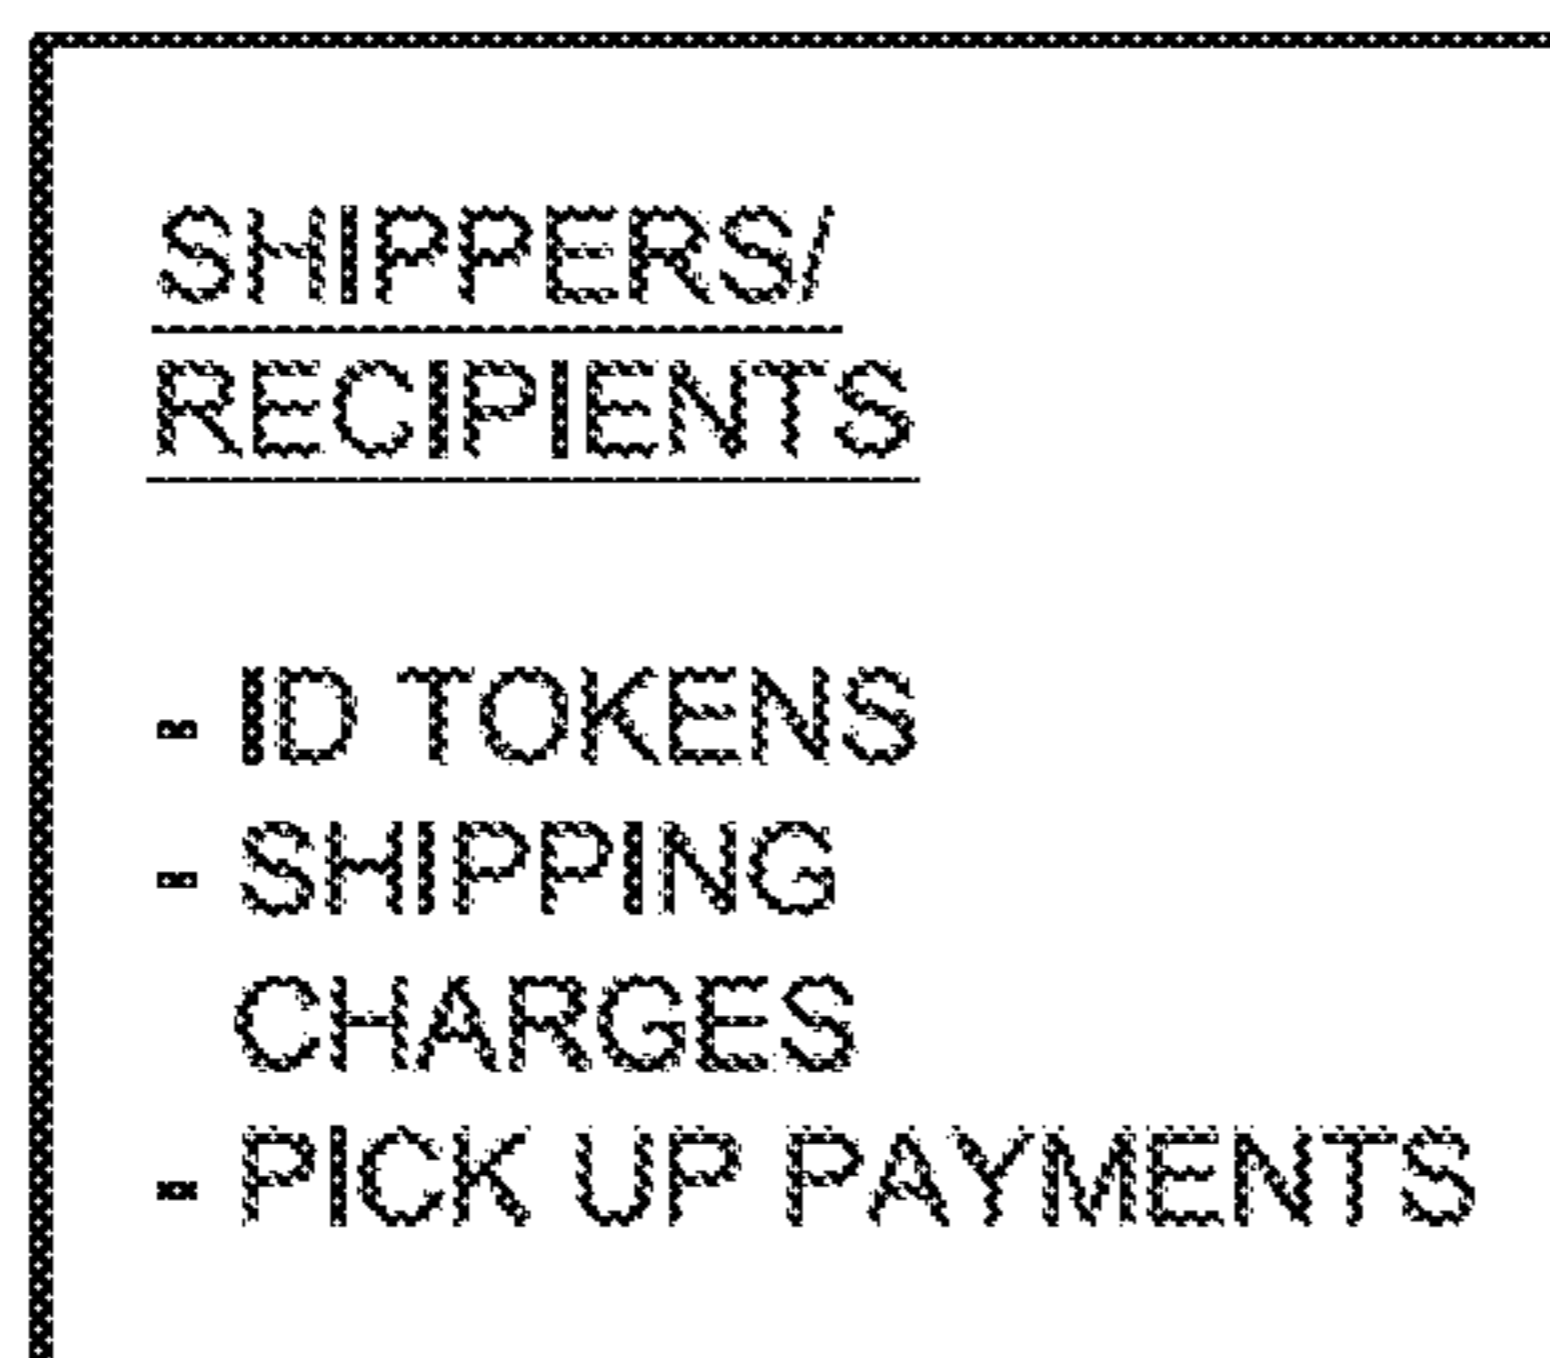 SHIPPERS/
RECIPIENTS
- ID TOKENS
- SHIPPING
CHARGES
- PICK UP PAYMENTS